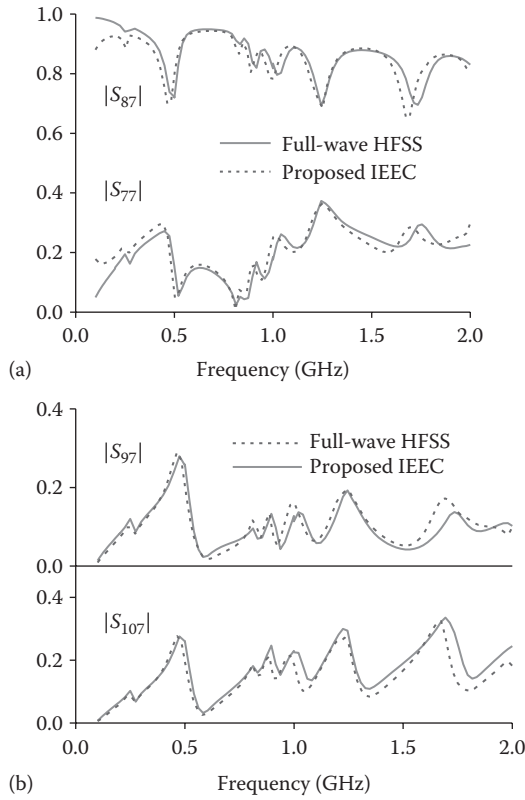 1.0
0.8
|S87|
0.6
Full-wave HFSS
Proposed IEEC
0.4
|S77|
0.2
0.0
0.0 0.5 1.0 1.5 2.0
(a) Frequency (GHz)
0.4
|S97|
Full-wave HFSS
Proposed IEEC
0.2
0.0
0.4
|S107|
0.2
0.0
0.0 0.5 1.0 1.5 2.0
(b) Frequency (GHz)